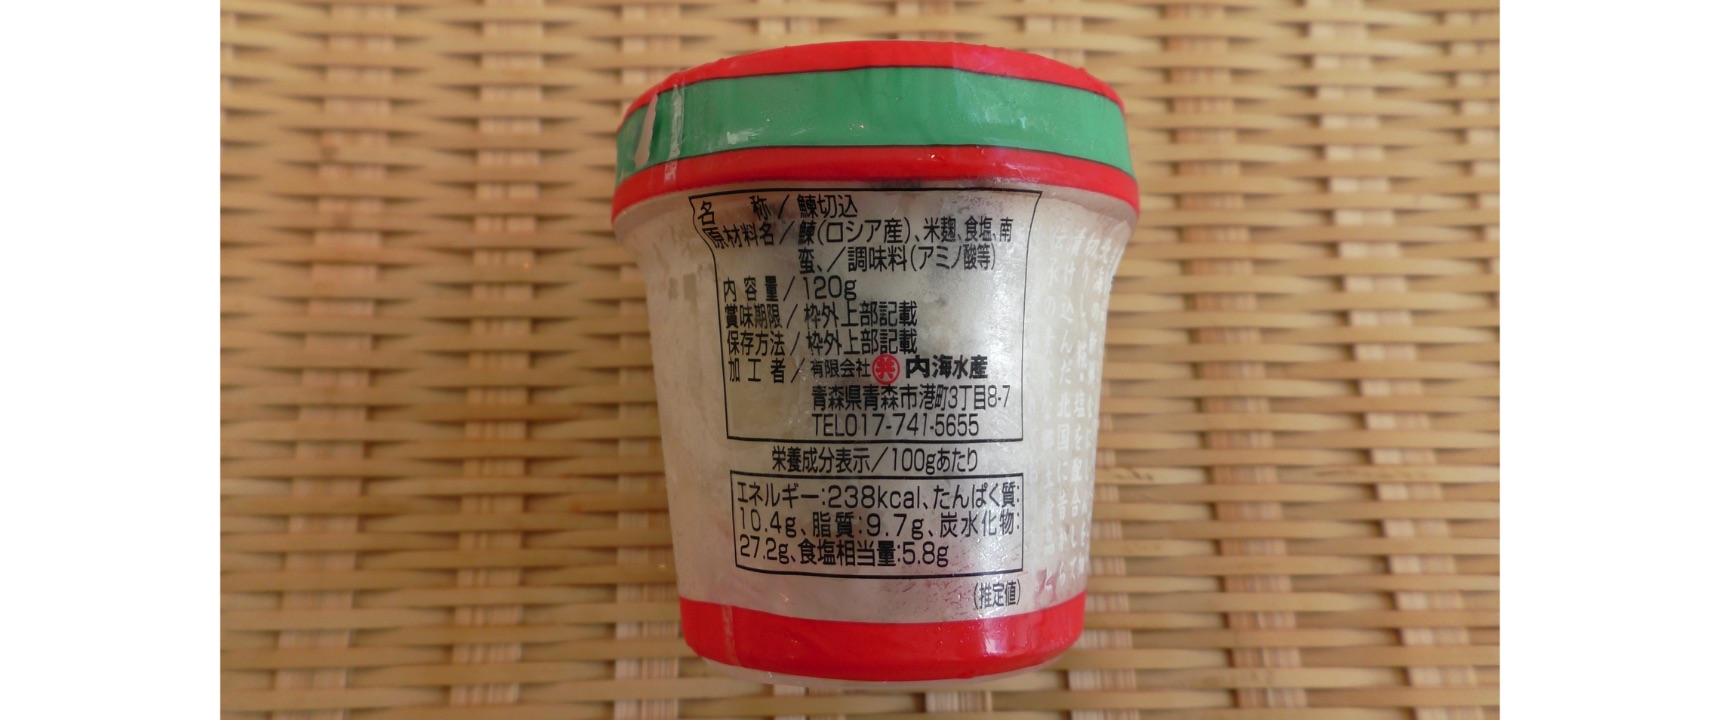 名 称／鰊切込
原材料名／鰊(ロシア産)、米麹、食塩、南
蛮、／調味料(アミノ酸等)
内容量／120g
賞味期限／枠外上部記載
保存方法／枠外上部記載
加工者／有限会社 共 内海水産
青森県青森市港町3丁目8-7
TEL017-741-5655
栄養成分表示／100gあたり
エネルギー:238kcal、たんぱく質:
10.4g、脂質:9.7g、炭水化物:
27.2g、食塩相当量:5.8g
(推定値)